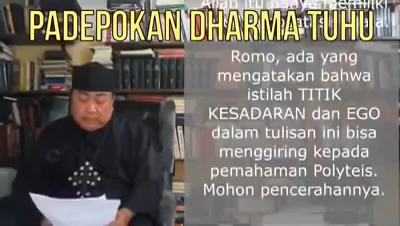 PADEPOKAN DHARMA TUHU
Romo, ada yang
mengatakan bahwa
istilah TITIK
KESADARAN dan EGO
dalam tulisan ini bisa
menggiring kepada
pemahaman Polyteis.
Mohon pencerahannya.